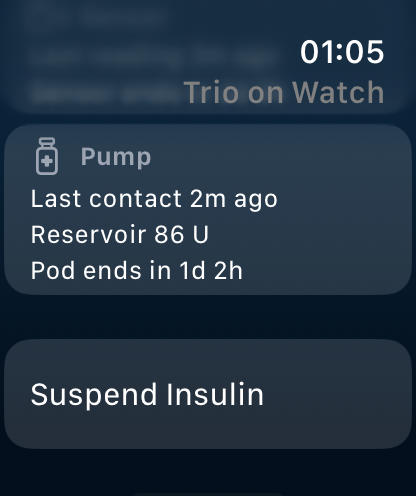 01:05
Trio on Watch
Pump
Last contact 2m ago
Reservoir 86 U
Pod ends in 1d 2h
Suspend Insulin